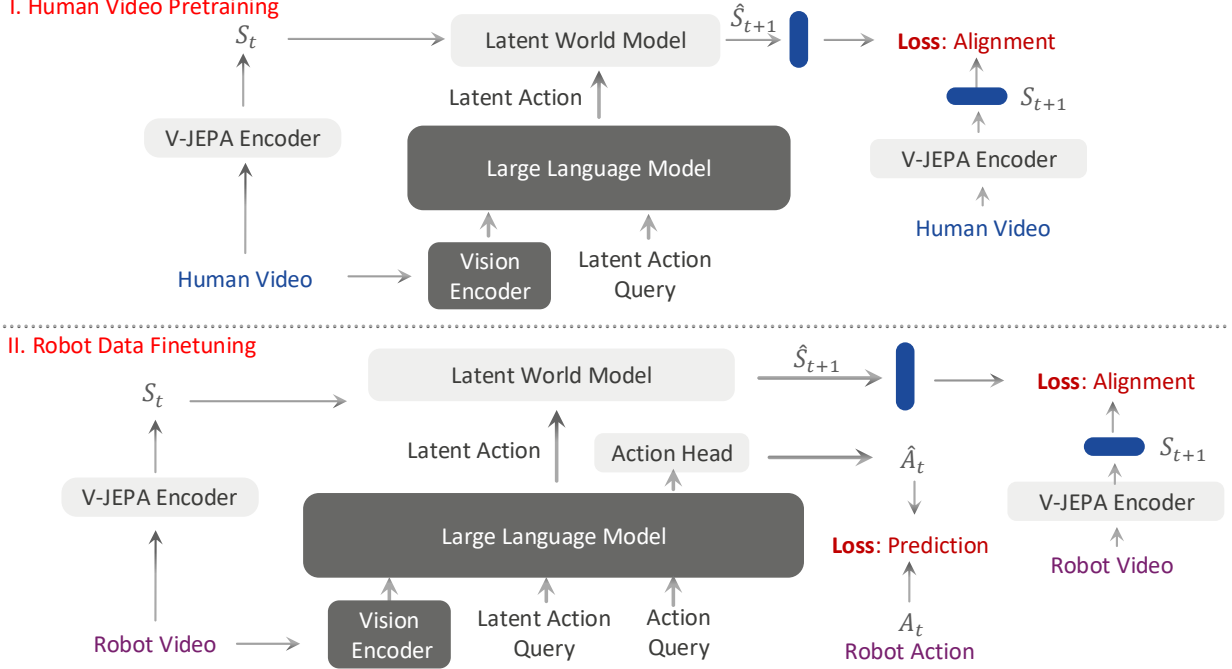 I. Human Video Pretraining
S_t
Latent World Model
Ŝ_{t+1}
Loss: Alignment
Latent Action
S_{t+1}
V-JEPA Encoder
Large Language Model
V-JEPA Encoder
Human Video
Human Video
Vision
Encoder
Latent Action
Query
II. Robot Data Finetuning
S_t
Latent World Model
Ŝ_{t+1}
Loss: Alignment
Latent Action
Action Head
Â_t
S_{t+1}
V-JEPA Encoder
V-JEPA Encoder
Large Language Model
Loss: Prediction
Robot Video
Robot Video
Vision
Encoder
Latent Action
Query
Action
Query
A_t
Robot Action